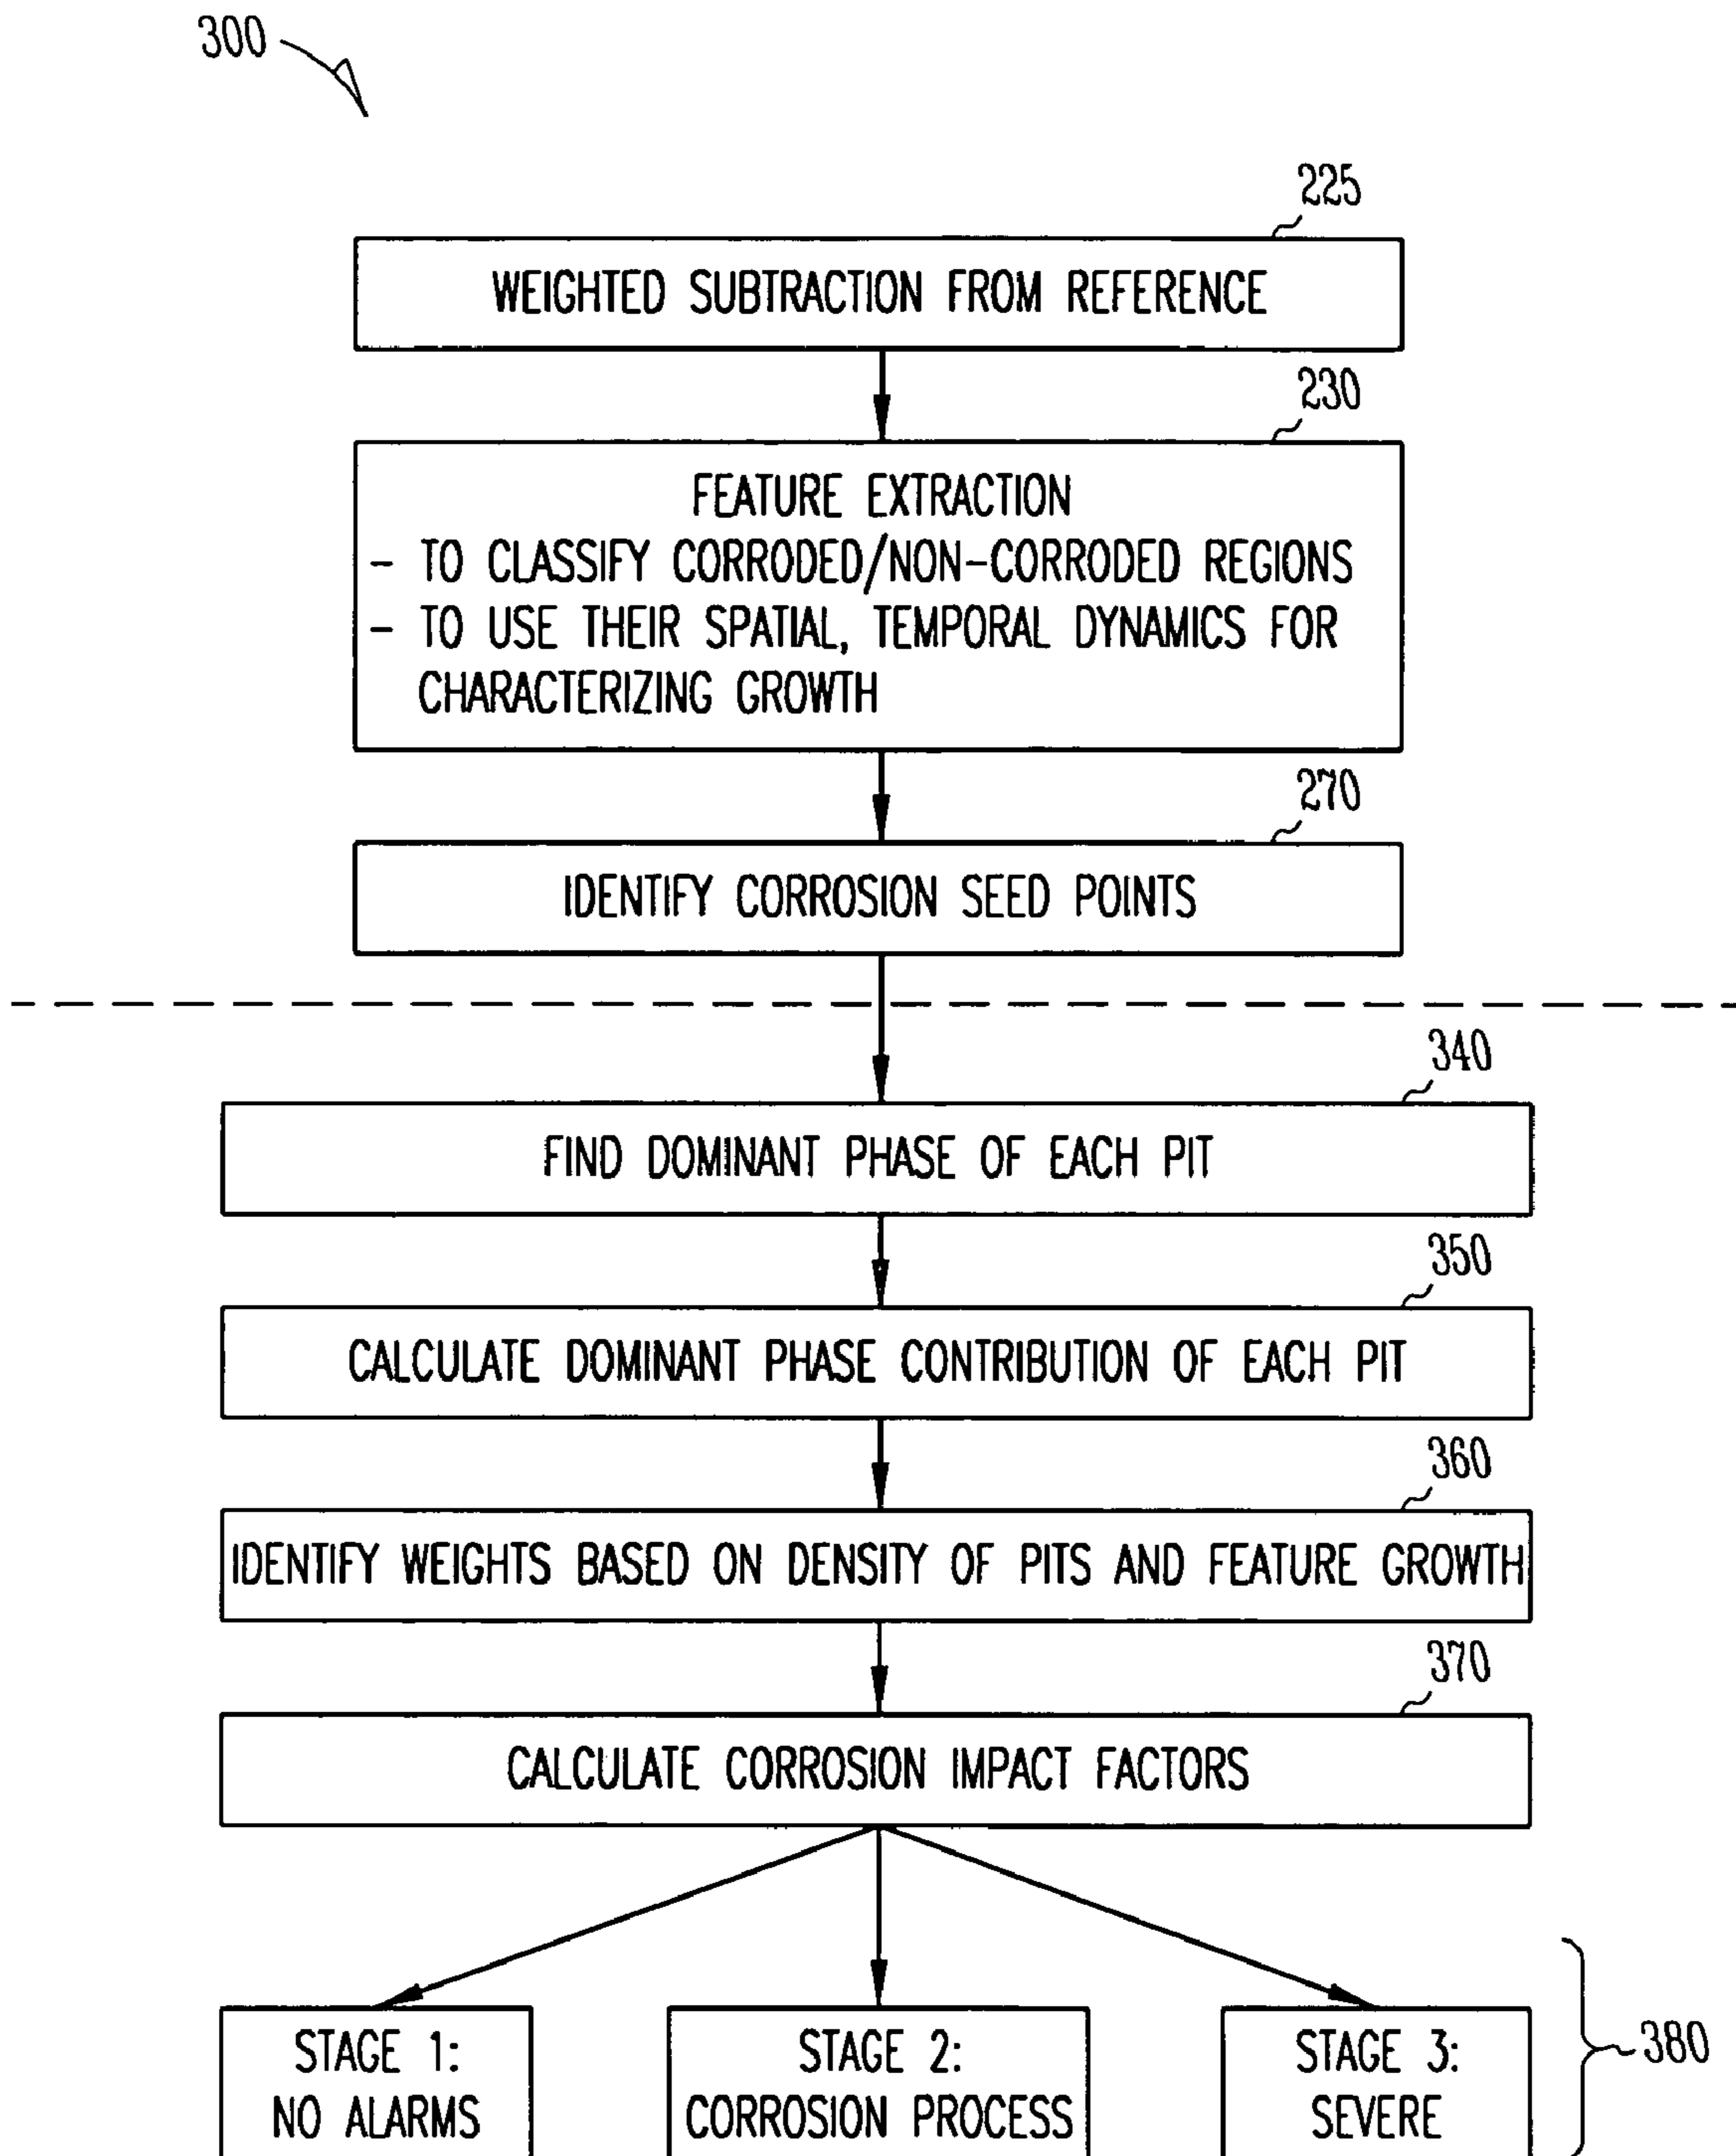 300
225
WEIGHTED SUBTRACTION FROM REFERENCE
230
FEATURE EXTRACTION
- TO CLASSIFY CORRODED/NON-CORRODED REGIONS
- TO USE THEIR SPATIAL, TEMPORAL DYNAMICS FOR
CHARACTERIZING GROWTH
270
IDENTIFY CORROSION SEED POINTS
340
FIND DOMINANT PHASE OF EACH PIT
350
CALCULATE DOMINANT PHASE CONTRIBUTION OF EACH PIT
360
IDENTIFY WEIGHTS BASED ON DENSITY OF PITS AND FEATURE GROWTH
370
CALCULATE CORROSION IMPACT FACTORS
STAGE 1:
NO ALARMS
STAGE 2:
CORROSION PROCESS
STAGE 3:
SEVERE
380